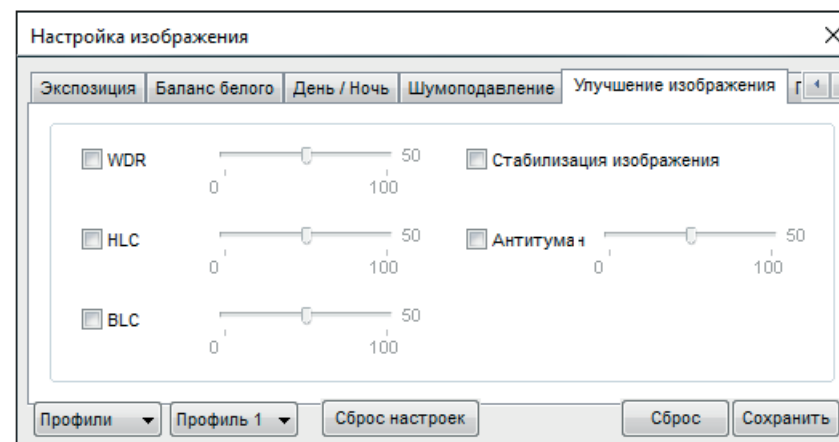 Настройка изображения
Экспозиция Баланс белого День / Ночь Шумоподавление Улучшение изображения
WDR 50 Стабилизация изображения
0 100
HLC 50 Антитуман 50
0 100 0 100
BLC 50
0 100
Профили Профиль 1 Сброс настроек Сброс Сохранить